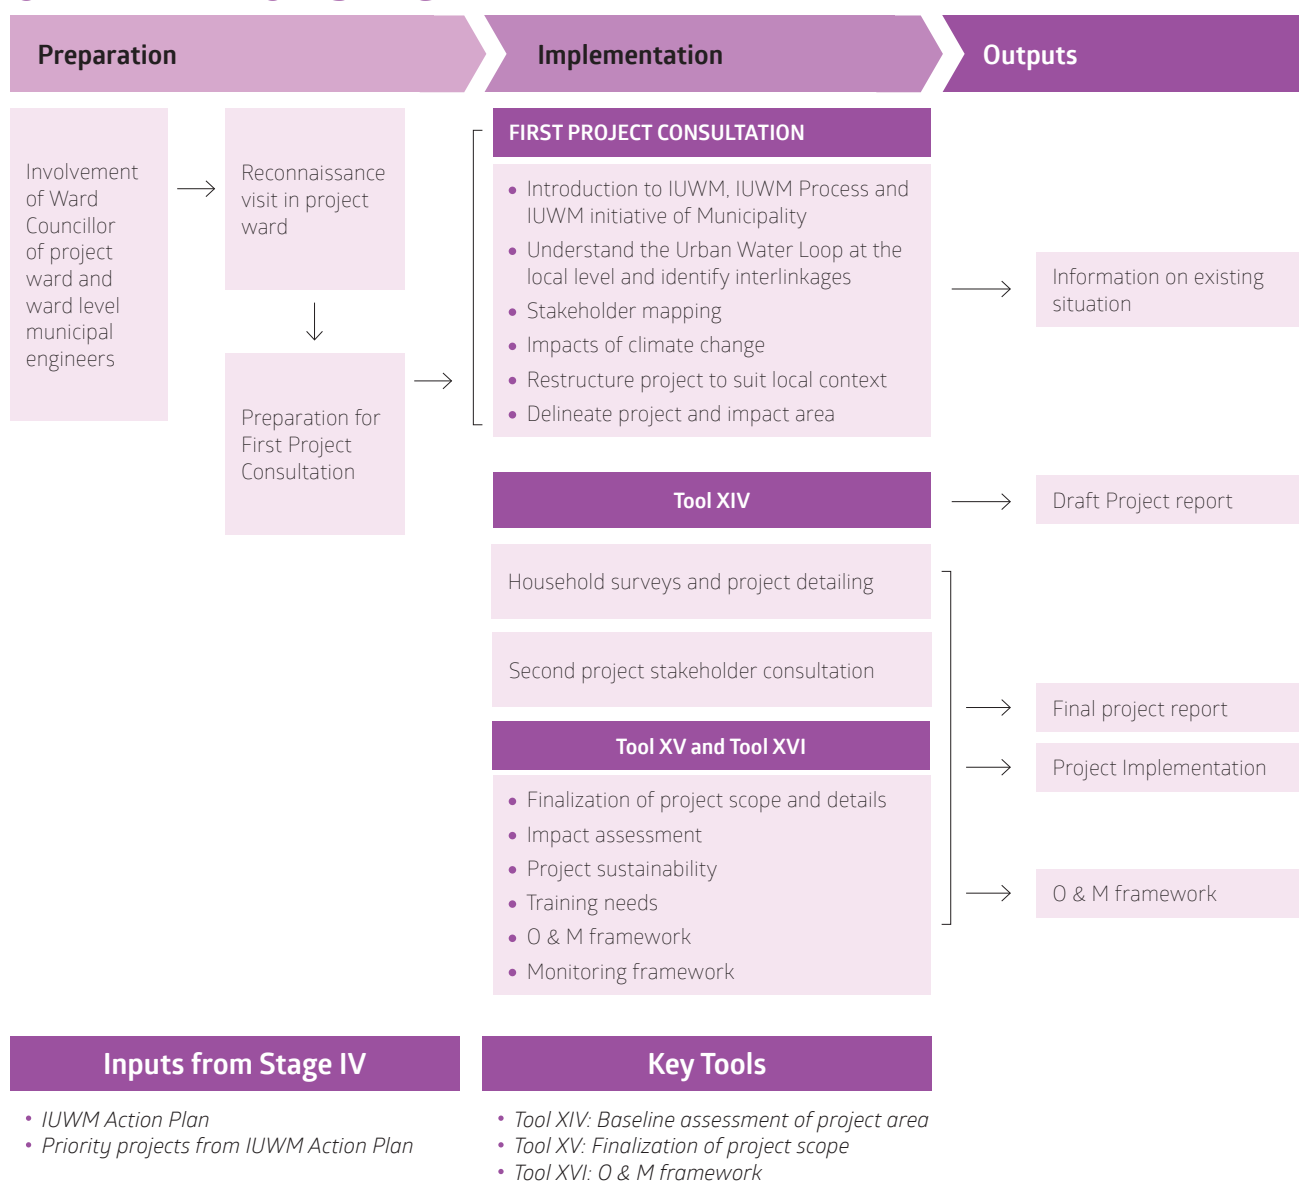 Preparation
Implementation
Outputs
Involvement
of Ward
Councillor
of project
ward and
ward level
municipal
engineers
Reconnaissance
visit in project
ward
Preparation for
First Project
Consultation
FIRST PROJECT CONSULTATION
• Introduction to IUWM, IUWM Process and
IUWM initiative of Municipality
• Understand the Urban Water Loop at the
local level and identify interlinkages
• Stakeholder mapping
• Impacts of climate change
• Restructure project to suit local context
• Delineate project and impact area
Information on existing
situation
Tool XIV
Draft Project report
Household surveys and project detailing
Second project stakeholder consultation
Tool XV and Tool XVI
• Finalization of project scope and details
• Impact assessment
• Project sustainability
• Training needs
• O & M framework
• Monitoring framework
Final project report
Project Implementation
O & M framework
Inputs from Stage IV
• IUWM Action Plan
• Priority projects from IUWM Action Plan
Key Tools
• Tool XIV: Baseline assessment of project area
• Tool XV: Finalization of project scope
• Tool XVI: O & M framework